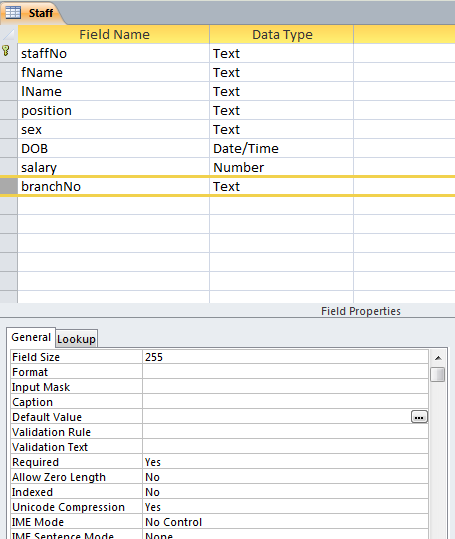 Staff
Field Name Data Type
staffNo Text
fName Text
lName Text
position Text
sex Text
DOB Date/Time
salary Number
branchNo Text
Field Properties
General Lookup
Field Size 255
Format
Input Mask
Caption
Default Value ...
Validation Rule
Validation Text
Required Yes
Allow Zero Length No
Indexed No
Unicode Compression Yes
IME Mode No Control
IME Sentence Mode None